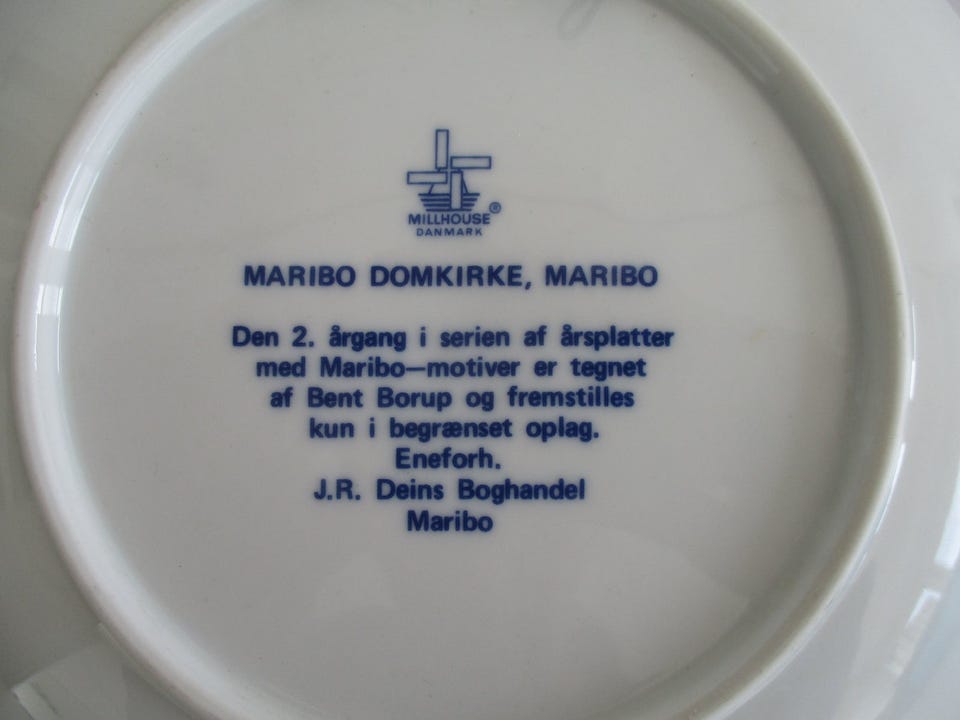 MILLHOUSE ®
DANMARK
MARIBO DOMKIRKE, MARIBO
Den 2. årgang i serien af årsplatter
med Maribo—motiver er tegnet
af Bent Borup og fremstilles
kun i begrænset oplag.
Eneforh.
J.R. Deins Boghandel
Maribo